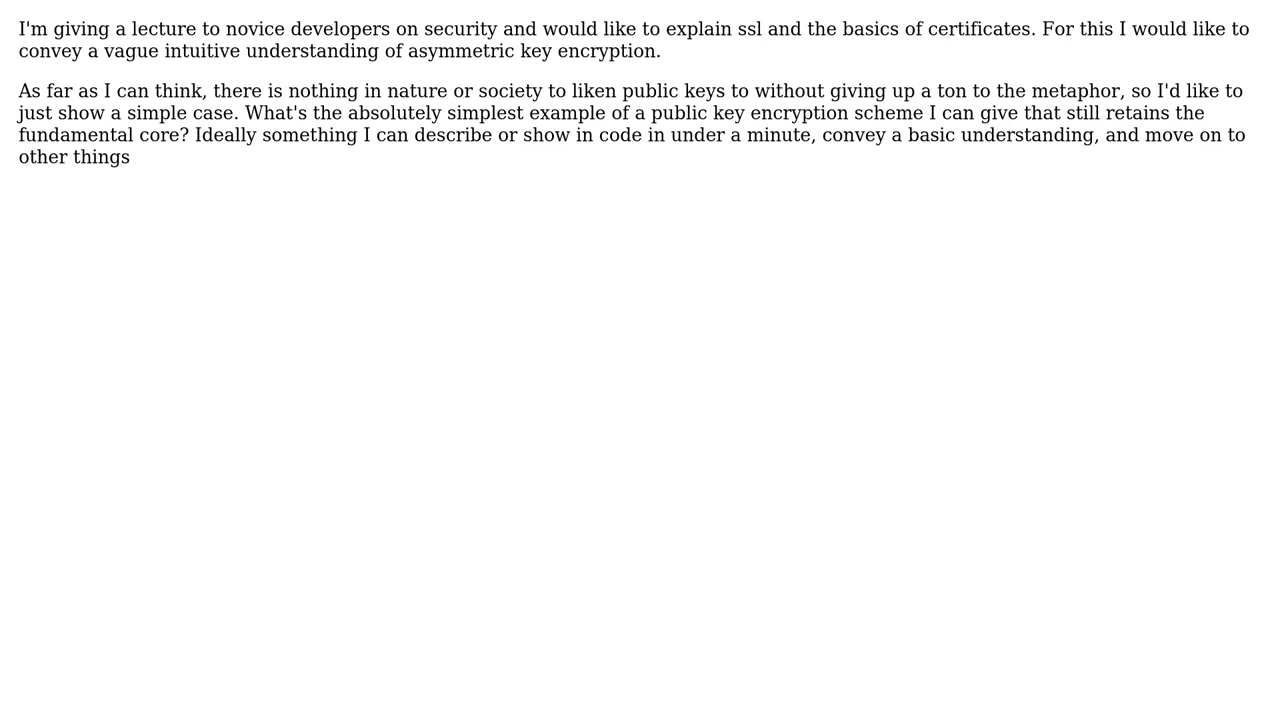 I'm giving a lecture to novice developers on security and would like to explain ssl and the basics of certificates. For this I would like to
convey a vague intuitive understanding of asymmetric key encryption.
As far as I can think, there is nothing in nature or society to liken public keys to without giving up a ton to the metaphor, so I'd like to
just show a simple case. What's the absolutely simplest example of a public key encryption scheme I can give that still retains the
fundamental core? Ideally something I can describe or show in code in under a minute, convey a basic understanding, and move on to
other things